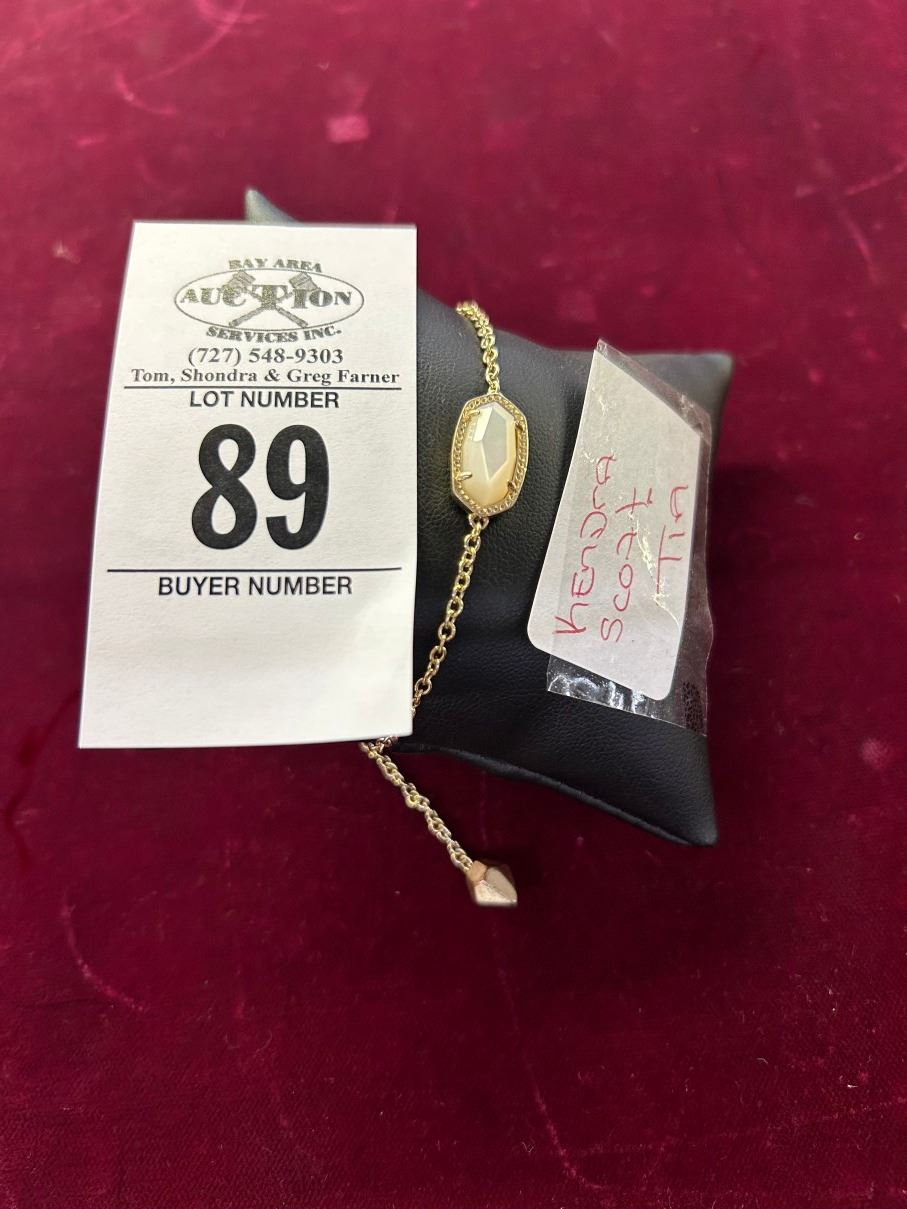 BAY AREA
AUCTION
SERVICES INC.
(727) 548-9303
Tom, Shondra & Greg Farner
LOT NUMBER
89
BUYER NUMBER
KENDRA
SCOTT
TIA